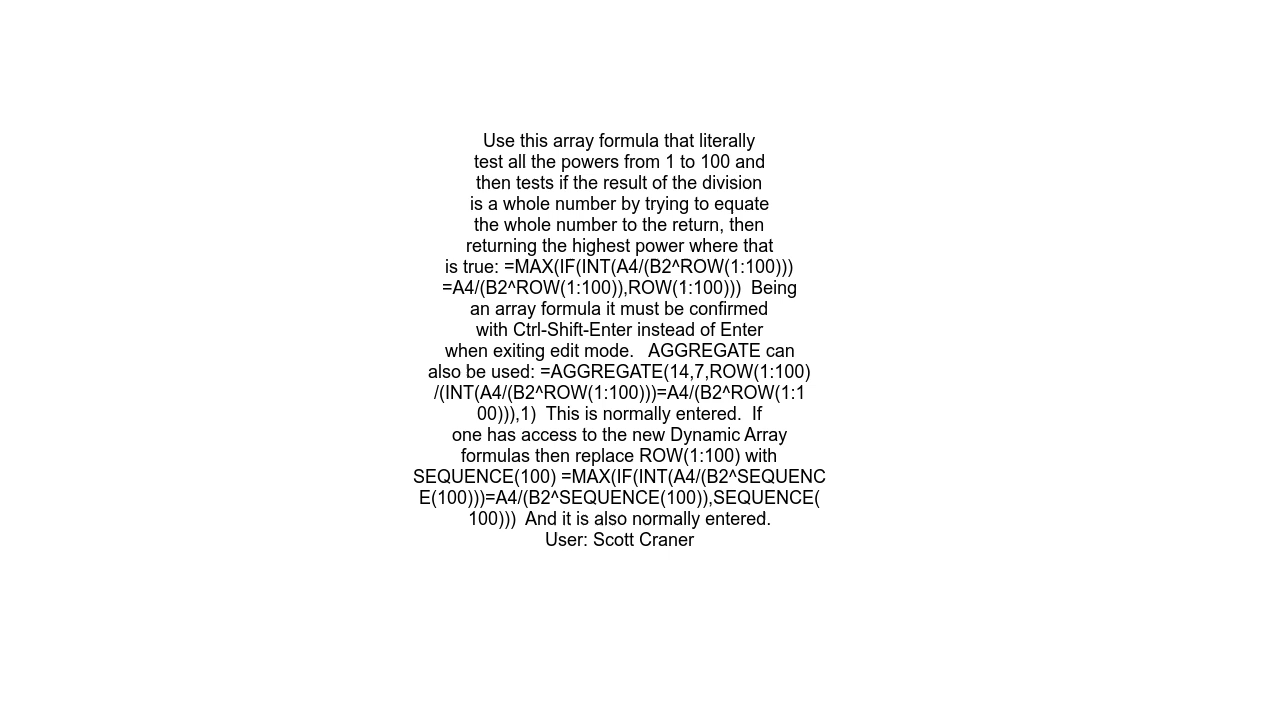 Use this array formula that literally
test all the powers from 1 to 100 and
then tests if the result of the division
is a whole number by trying to equate
the whole number to the return, then
returning the highest power where that
is true: =MAX(IF(INT(A4/(B2^ROW(1:100)))
=A4/(B2^ROW(1:100)),ROW(1:100)))  Being
an array formula it must be confirmed
with Ctrl-Shift-Enter instead of Enter
when exiting edit mode.   AGGREGATE can
also be used: =AGGREGATE(14,7,ROW(1:100)
/(INT(A4/(B2^ROW(1:100)))=A4/(B2^ROW(1:1
00))),1)  This is normally entered.  If
one has access to the new Dynamic Array
formulas then replace ROW(1:100) with
SEQUENCE(100) =MAX(IF(INT(A4/(B2^SEQUENC
E(100)))=A4/(B2^SEQUENCE(100)),SEQUENCE(
100)))  And it is also normally entered.
User: Scott Craner